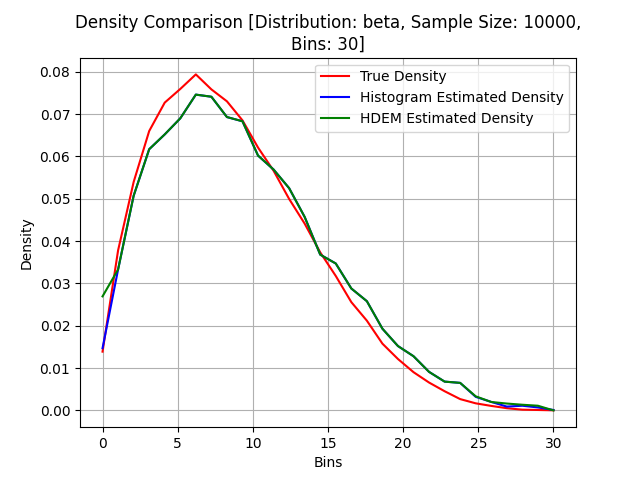 Density Comparison [Distribution: beta, Sample Size: 10000,
Bins: 30]
True Density
Histogram Estimated Density
HDEM Estimated Density
Density
0.08
0.07
0.06
0.05
0.04
0.03
0.02
0.01
0.00
0 5 10 15 20 25 30
Bins